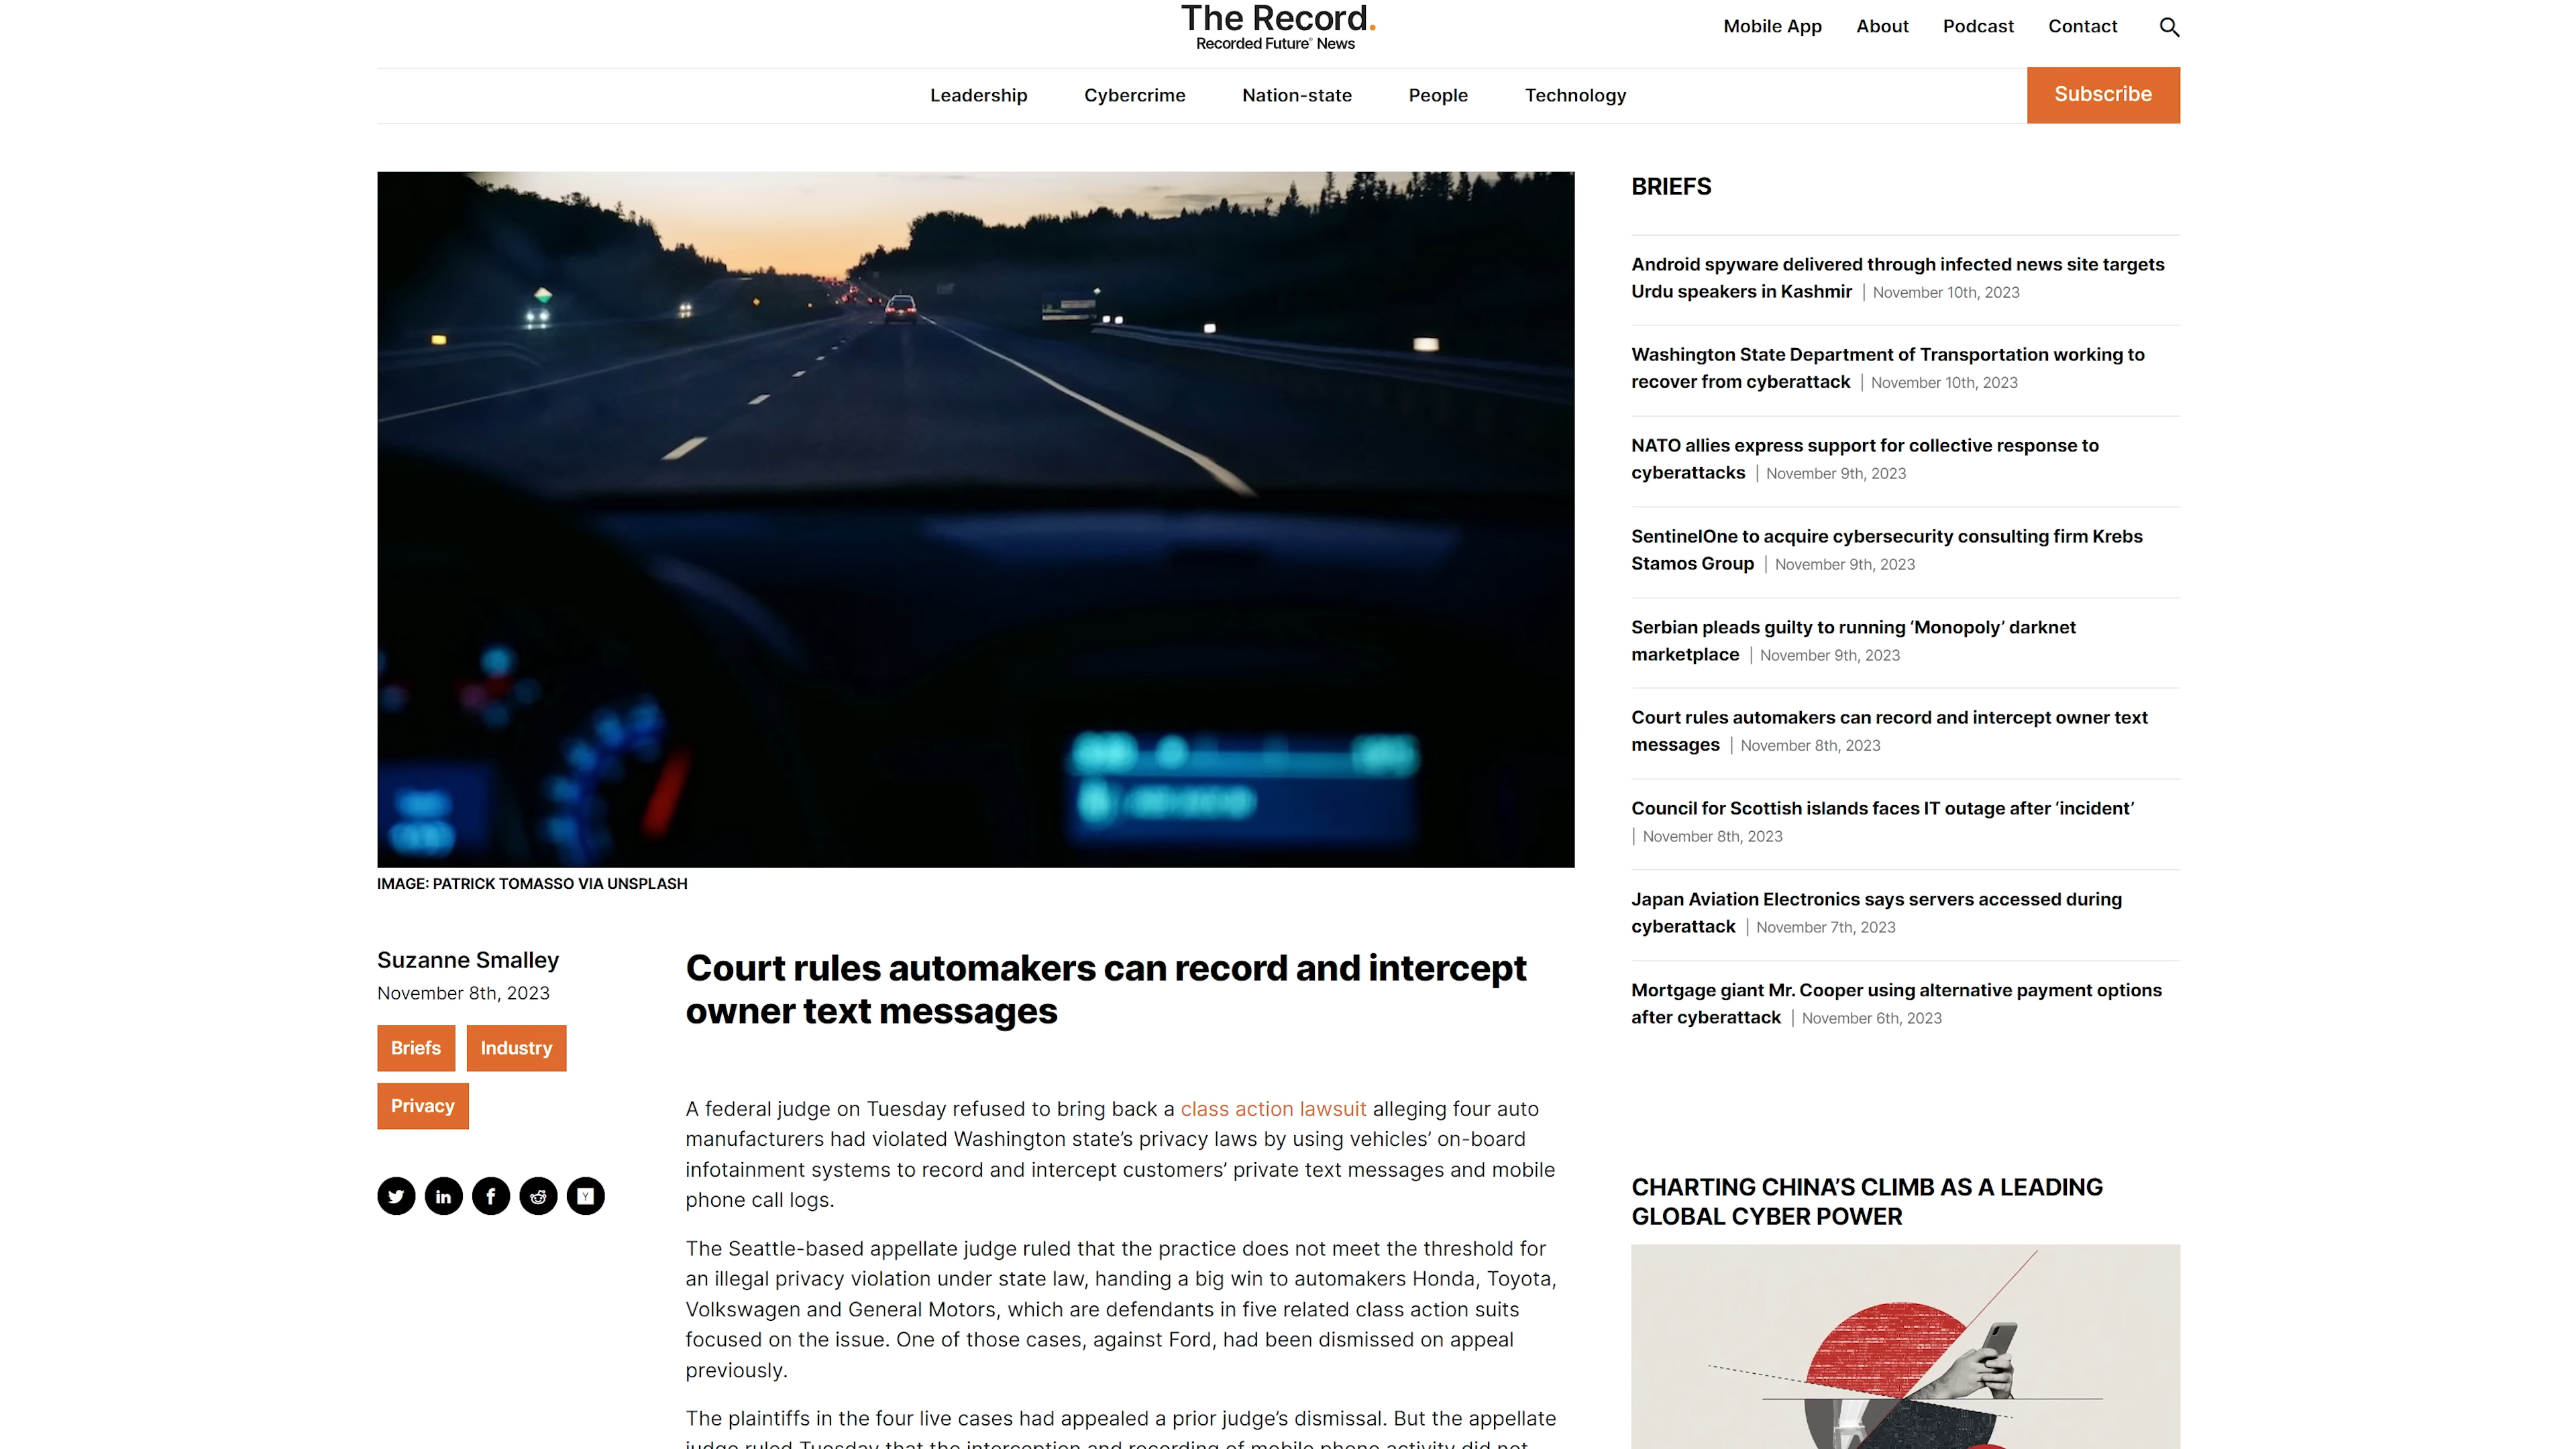 The Record.
Recorded Future® News
Mobile App
About
Podcast
Contact
Leadership
Cybercrime
Nation-state
People
Technology
Subscribe
IMAGE: PATRICK TOMASSO VIA UNSPLASH
Suzanne Smalley
November 8th, 2023
Briefs
Industry
Privacy
Court rules automakers can record and intercept
owner text messages
A federal judge on Tuesday refused to bring back a class action lawsuit alleging four auto
manufacturers had violated Washington state’s privacy laws by using vehicles’ on-board
infotainment systems to record and intercept customers’ private text messages and mobile
phone call logs.
The Seattle-based appellate judge ruled that the practice does not meet the threshold for
an illegal privacy violation under state law, handing a big win to automakers Honda, Toyota,
Volkswagen and General Motors, which are defendants in five related class action suits
focused on the issue. One of those cases, against Ford, had been dismissed on appeal
previously.
The plaintiffs in the four live cases had appealed a prior judge’s dismissal. But the appellate
judge ruled Tuesday that the interception and recording of mobile phone activity did not
BRIEFS
Android spyware delivered through infected news site targets
Urdu speakers in Kashmir | November 10th, 2023
Washington State Department of Transportation working to
recover from cyberattack | November 10th, 2023
NATO allies express support for collective response to
cyberattacks | November 9th, 2023
SentinelOne to acquire cybersecurity consulting firm Krebs
Stamos Group | November 9th, 2023
Serbian pleads guilty to running ‘Monopoly’ darknet
marketplace | November 9th, 2023
Court rules automakers can record and intercept owner text
messages | November 8th, 2023
Council for Scottish islands faces IT outage after ‘incident’
| November 8th, 2023
Japan Aviation Electronics says servers accessed during
cyberattack | November 7th, 2023
Mortgage giant Mr. Cooper using alternative payment options
after cyberattack | November 6th, 2023
CHARTING CHINA’S CLIMB AS A LEADING
GLOBAL CYBER POWER